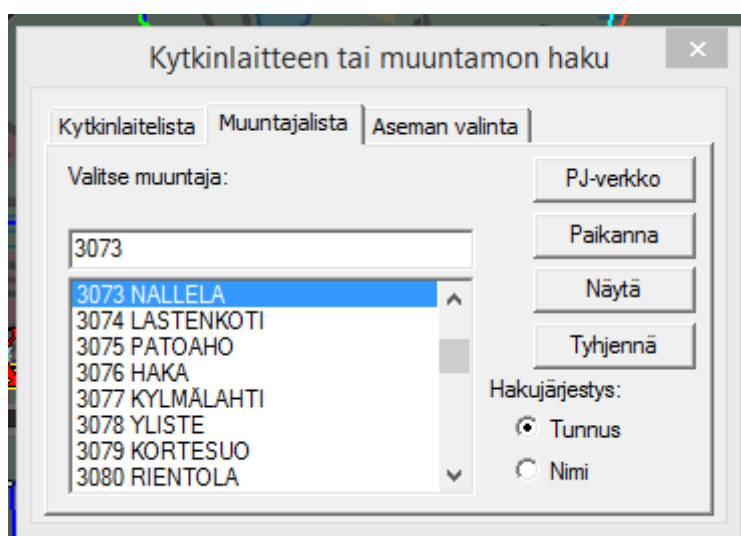 Kytkinlaitteen tai muuntamon haku
Kytkinlaitelista Muuntajalista Aseman valinta
Valitse muuntaja:
PJ-verkko
3073
Paikanna
3073 NALLELA
Näytä
3074 LASTENKOTI
3075 PATOAHO
Tyhjennä
3076 HAKA
3077 KYLMÄLAHTI
Hakujärjestys:
3078 YLISTE
Tunnus
3079 KORTESUO
3080 RIENTOLA
Nimi